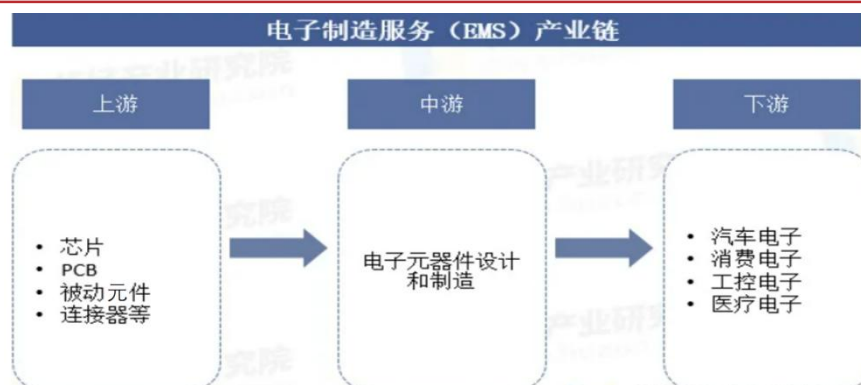 电子制造服务（EMS）产业链
上游
中游
下游
• 芯片
• PCB
• 被动元件
• 连接器等
电子元器件设计
和制造
• 汽车电子
• 消费电子
• 工控电子
• 医疗电子